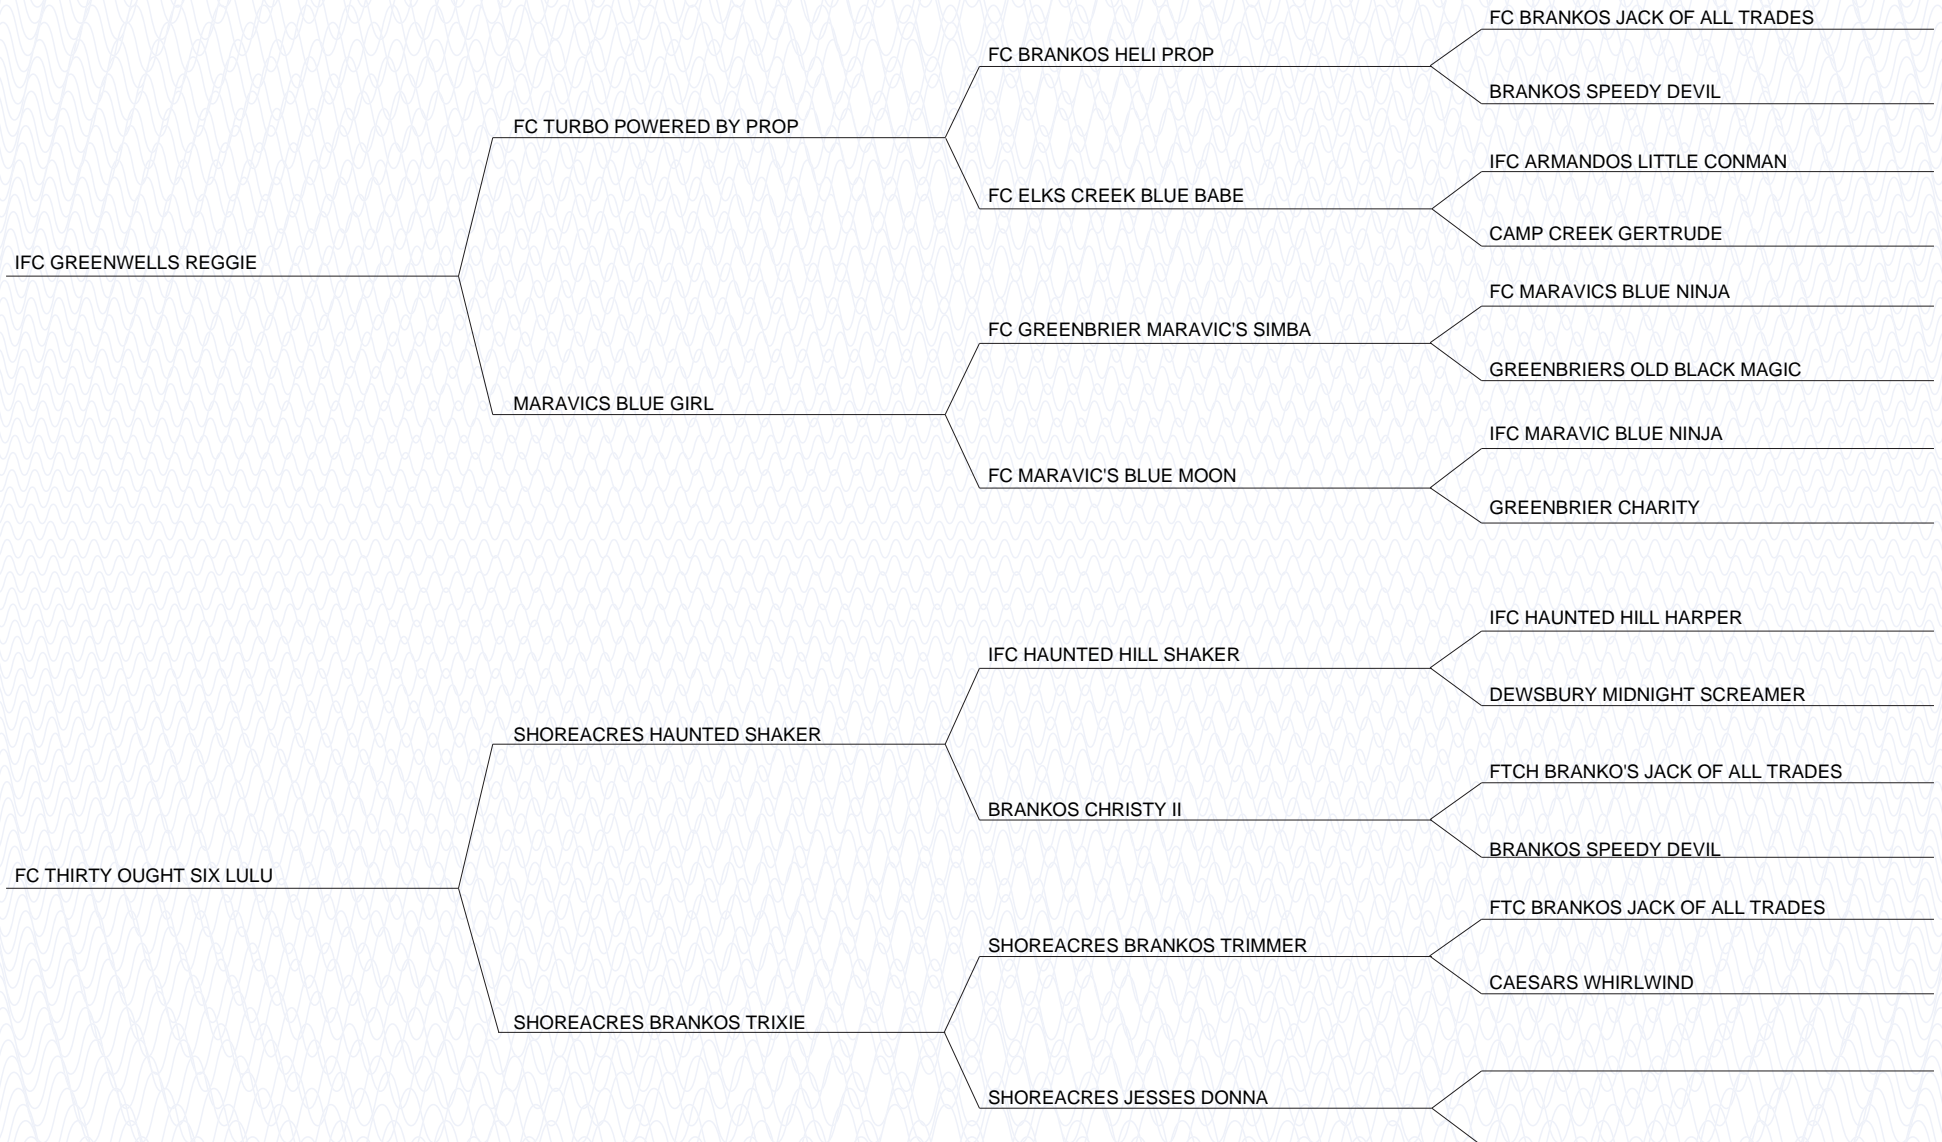 FC BRANKOS JACK OF ALL TRADES
FC BRANKOS HELI PROP
BRANKOS SPEEDY DEVIL
FC TURBO POWERED BY PROP
IFC ARMANDOS LITTLE CONMAN
FC ELKS CREEK BLUE BABE
CAMP CREEK GERTRUDE
IFC GREENWELLS REGGIE
FC MARAVICS BLUE NINJA
FC GREENBRIER MARAVIC'S SIMBA
GREENBRIERS OLD BLACK MAGIC
MARAVICS BLUE GIRL
IFC MARAVIC BLUE NINJA
FC MARAVIC'S BLUE MOON
GREENBRIER CHARITY
IFC HAUNTED HILL HARPER
IFC HAUNTED HILL SHAKER
DEWSBURY MIDNIGHT SCREAMER
SHOREACRES HAUNTED SHAKER
FTCH BRANKO'S JACK OF ALL TRADES
BRANKOS CHRISTY II
BRANKOS SPEEDY DEVIL
FC THIRTY OUGHT SIX LULU
FTC BRANKOS JACK OF ALL TRADES
SHOREACRES BRANKOS TRIMMER
CAESARS WHIRLWIND
SHOREACRES BRANKOS TRIXIE
SHOREACRES JESSES DONNA